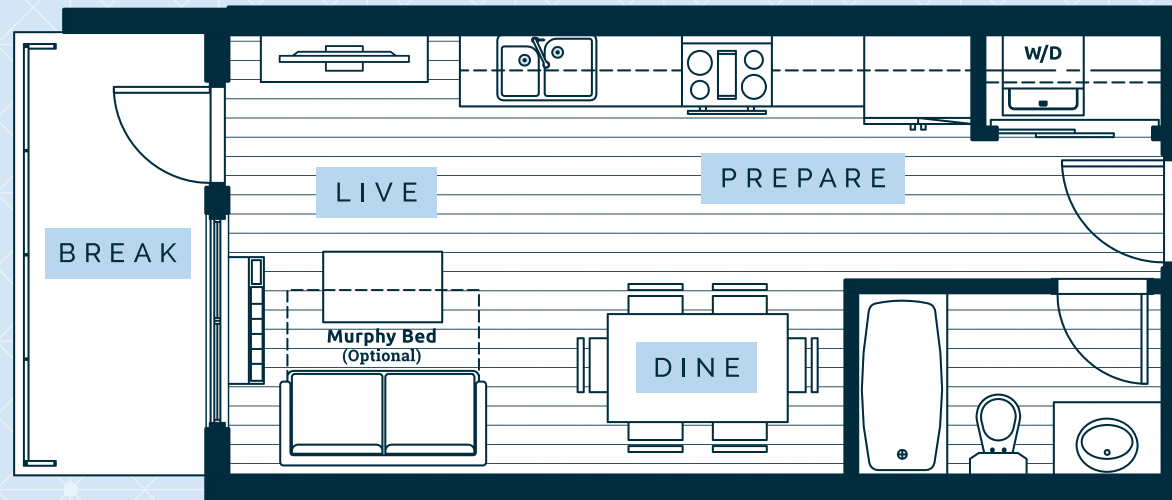 W/D
PREPARE
LIVE
BREAK
Murphy Bed
(Optional)
DINE